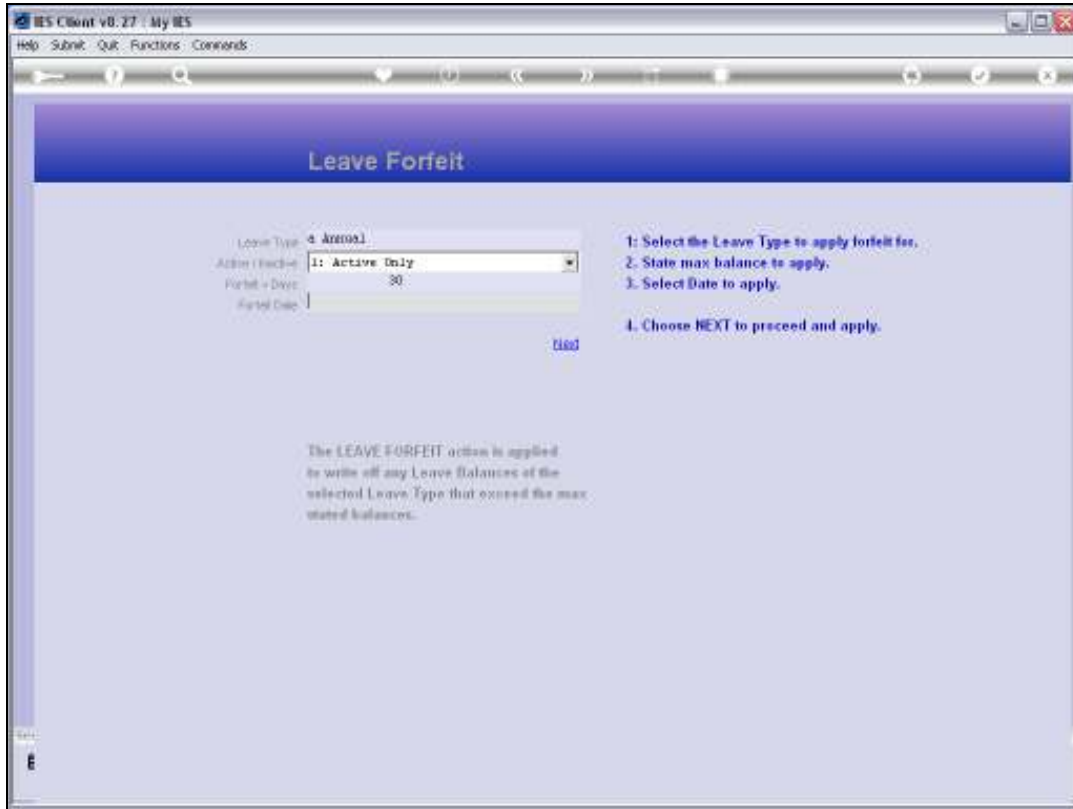 IES Client v8.27 : My IES
Help Submit Quit Functions Commands
Leave Forfeit
Leave Type a Annual
Active / Inactive 1: Active Only
Forfeit > Days 30
Forfeit Date
Next
1: Select the Leave Type to apply forfeit for.
2. State max balance to apply.
3. Select Date to apply.
4. Choose NEXT to proceed and apply.
The LEAVE FORFEIT action is applied
to write off any Leave Balances of the
selected Leave Type that exceed the max
stated balances.